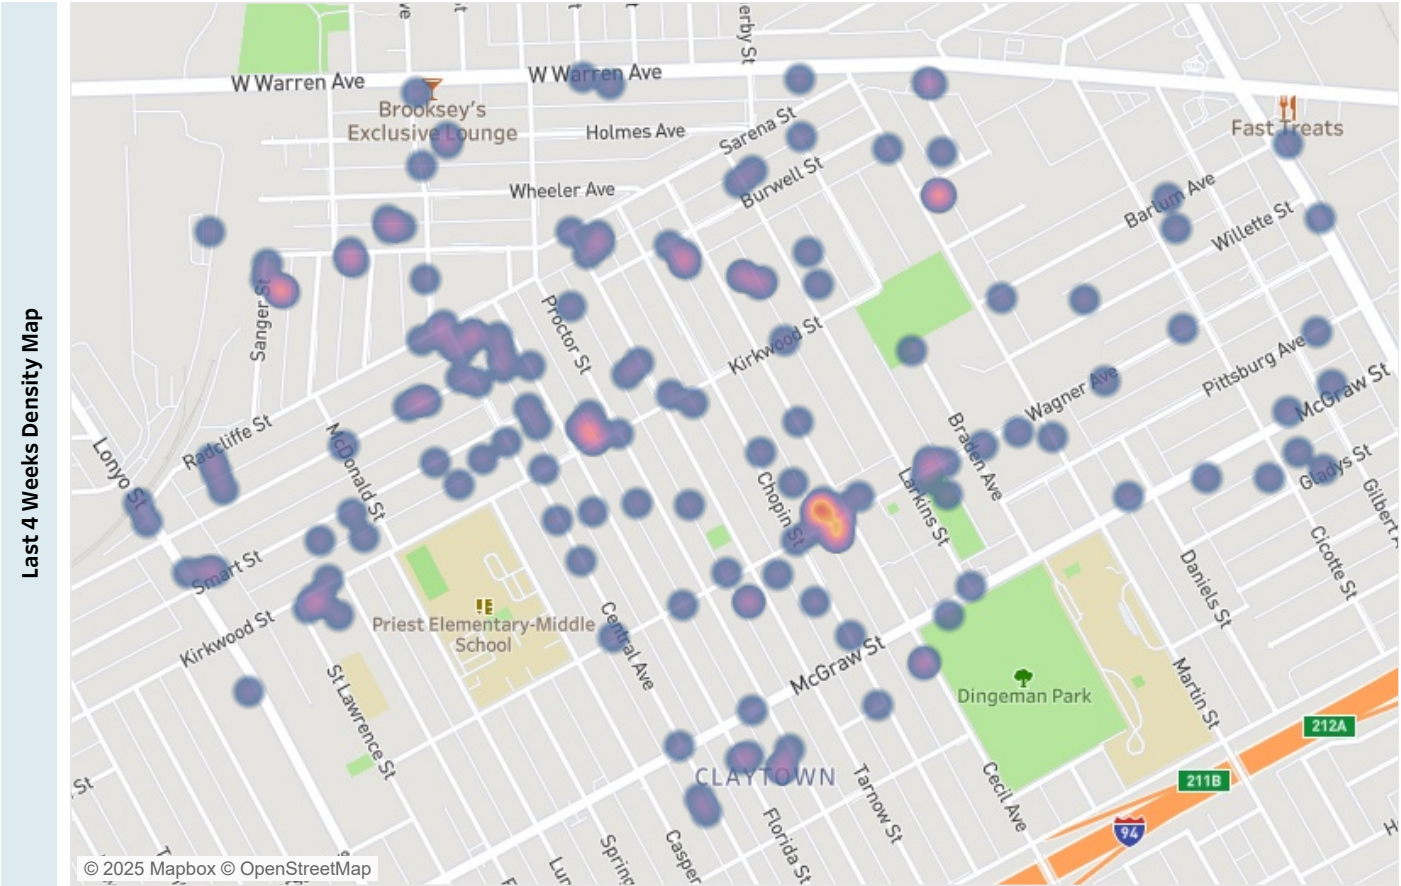 Last 4 Weeks Density Map
erby St
W Warren Ave
W Warren Ave
Brooksey's
Exclusive Lounge
Holmes Ave
Sarena St
Fast Treats
Wheeler Ave
Burwell St
Barlum Ave
Willette St
Sanger St
Proctor St
Kirkwood St
Pittsburg Ave
Wagner Ave
McGraw St
Radcliffe St
McDonald St
Lonyo St
Braden Ave
Chopin St
Larkins St
Gladys St
Gilbert A
Cicotte St
Smart St
Daniels St
Priest Elementary-Middle
School
Kirkwood St
Central Ave
McGraw St
St Lawrence St
Dingeman Park
Martin St
212A
CLAYTOWN
211B
St
Tarnow St
Cecil Ave
Florida St
94
Casper
Spring
Lun
© 2025 Mapbox © OpenStreetMap